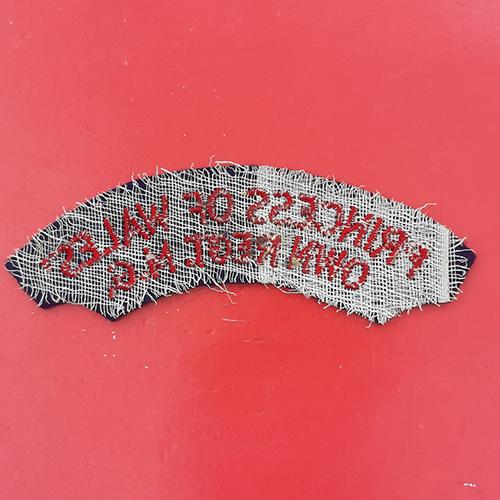 PRINCESS OF WALES'
OWN REGT. M.G.